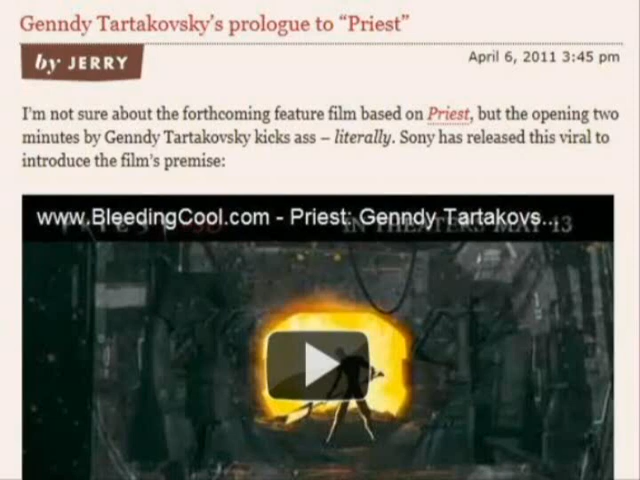 Genndy Tartakovsky's prologue to “Priest”
by JERRY
April 6, 2011 3:45 pm
I'm not sure about the forthcoming feature film based on Priest, but the opening two
minutes by Genndy Tartakovsky kicks ass – literally. Sony has released this viral to
introduce the film's premise:
www.BleedingCool.com - Priest: Genndy Tartakovs...
IN THEATERS MAY 13